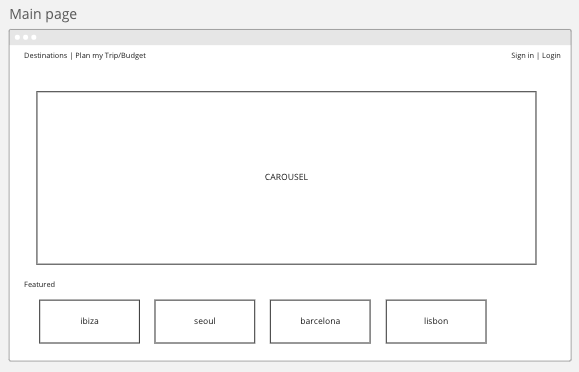 Main page
Destinations | Plan my Trip/Budget
Sign in | Login
CAROUSEL
Featured
ibiza
seoul
barcelona
lisbon